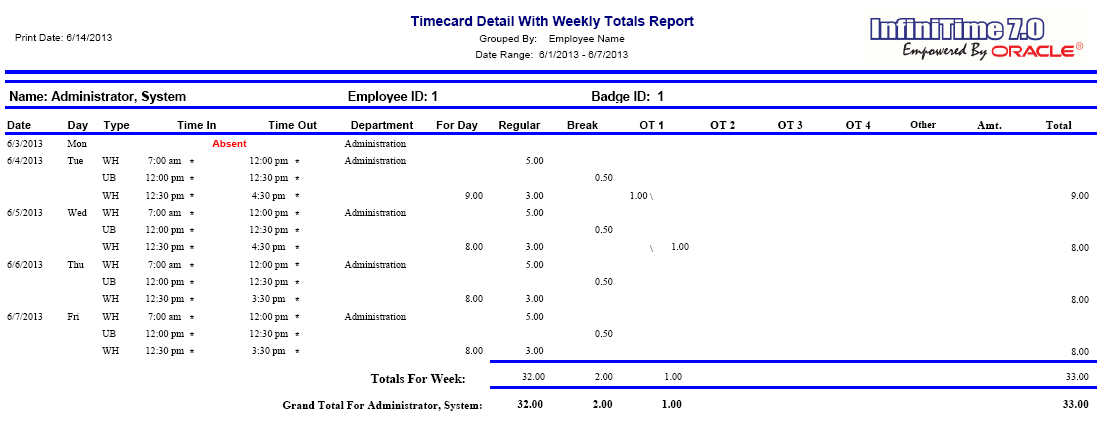 Timecard Detail With Weekly Totals Report
Print Date: 6/14/2013
Grouped By: Employee Name
Date Range: 6/1/2013 - 6/7/2013
InfiniTime 7.0
Empowered By ORACLE®
Name: Administrator, System Employee ID: 1 Badge ID: 1
Date Day Type Time In Time Out Department For Day Regular Break OT 1 OT 2 OT 3 OT 4 Other Amt. Total
6/3/2013 Mon Absent Administration
6/4/2013 Tue WH 7:00 am * 12:00 pm * Administration 5.00
UB 12:00 pm * 12:30 pm * 0.50
WH 12:30 pm * 4:30 pm * 9.00 3.00 1.00 \ 9.00
6/5/2013 Wed WH 7:00 am * 12:00 pm * Administration 5.00
UB 12:00 pm * 12:30 pm * 0.50
WH 12:30 pm * 4:30 pm * 8.00 3.00 \ 1.00 8.00
6/6/2013 Thu WH 7:00 am * 12:00 pm * Administration 5.00
UB 12:00 pm * 12:30 pm * 0.50
WH 12:30 pm * 3:30 pm * 8.00 3.00 8.00
6/7/2013 Fri WH 7:00 am * 12:00 pm * Administration 5.00
UB 12:00 pm * 12:30 pm * 0.50
WH 12:30 pm * 3:30 pm * 8.00 3.00 8.00
Totals For Week: 32.00 2.00 1.00 33.00
Grand Total For Administrator, System: 32.00 2.00 1.00 33.00